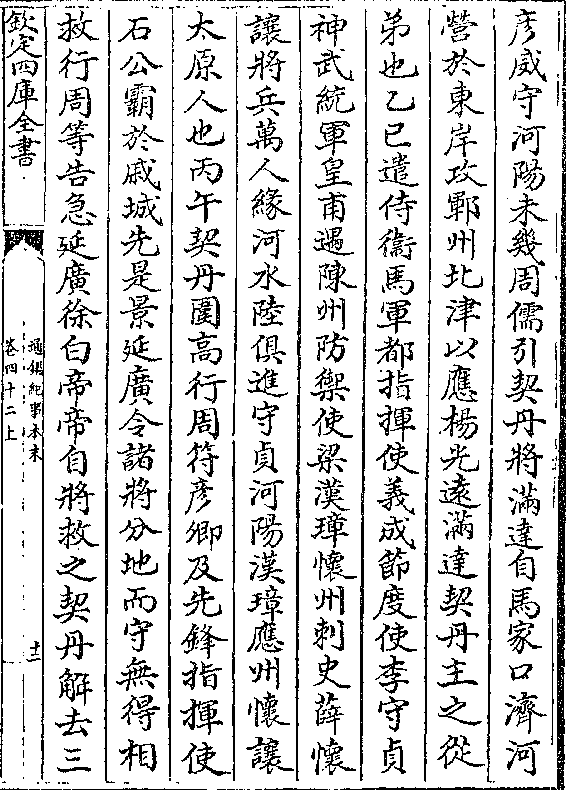 彦威守河陽未幾周儒引契丹將滿達自馬家口濟河
營於東岸攻鄆州北津以應楊光遠滿達契丹主之從
弟也乙巳遣侍衛馬軍都指揮使義成節度使李守貞
神武統軍皇甫遇陳州防禦使梁漢璋懷州刺史薛懷
讓將兵萬人緣河水陸俱進守貞河陽漢璋應州懷讓
太原人也丙午契丹圍高行周符彦卿及先鋒指揮使
石公霸於戚城先是景延廣令諸將分地而守無得相
救行周等告急延廣徐白帝帝自將救之契丹解去三
欽定四庫全書
通鑑紀事本末
卷四十二上
十二